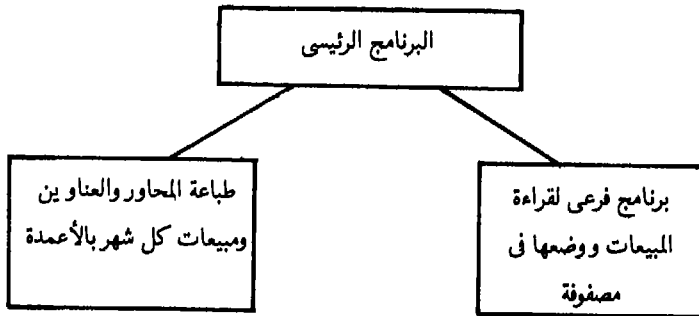 البرنامج الرئيسى
برنامج فرعى لقراءة
المبيعات ووضعها فى
مصفوفة
طباعة المحاور والعناوين
ومبيعات كل شهر بالأعمدة